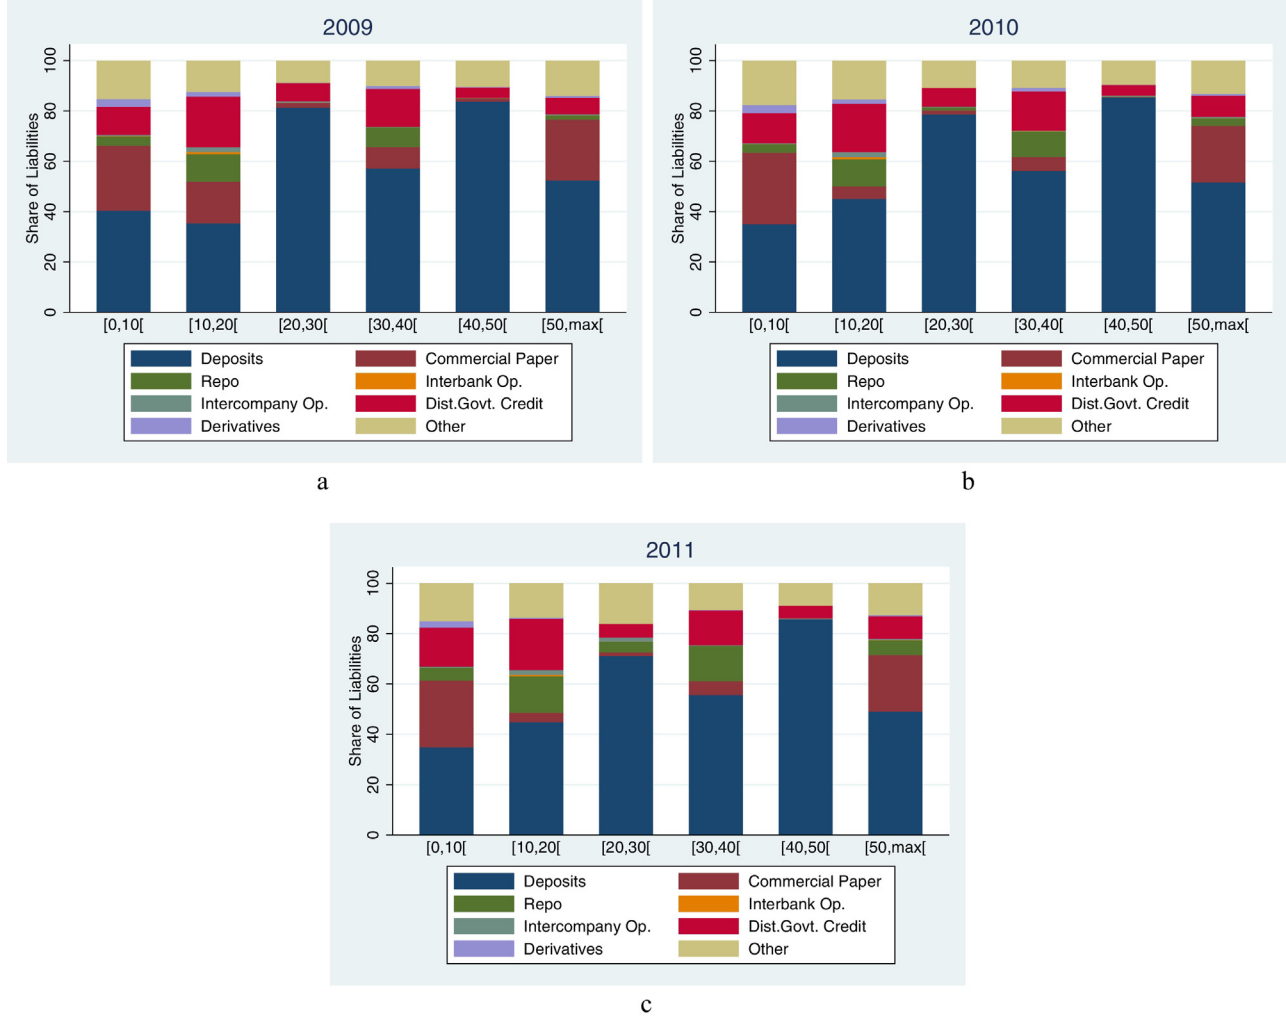 2009
Share of Liabilities
0 20 40 60 80 100
[0,10[ [10,20[ [20,30[ [30,40[ [40,50[ [50,max[
Deposits Commercial Paper
Repo Interbank Op.
Intercompany Op. Dist.Govt. Credit
Derivatives Other
a
2010
Share of Liabilities
0 20 40 60 80 100
[0,10[ [10,20[ [20,30[ [30,40[ [40,50[ [50,max[
Deposits Commercial Paper
Repo Interbank Op.
Intercompany Op. Dist.Govt. Credit
Derivatives Other
b
2011
Share of Liabilities
0 20 40 60 80 100
[0,10[ [10,20[ [20,30[ [30,40[ [40,50[ [50,max[
Deposits Commercial Paper
Repo Interbank Op.
Intercompany Op. Dist.Govt. Credit
Derivatives Other
c